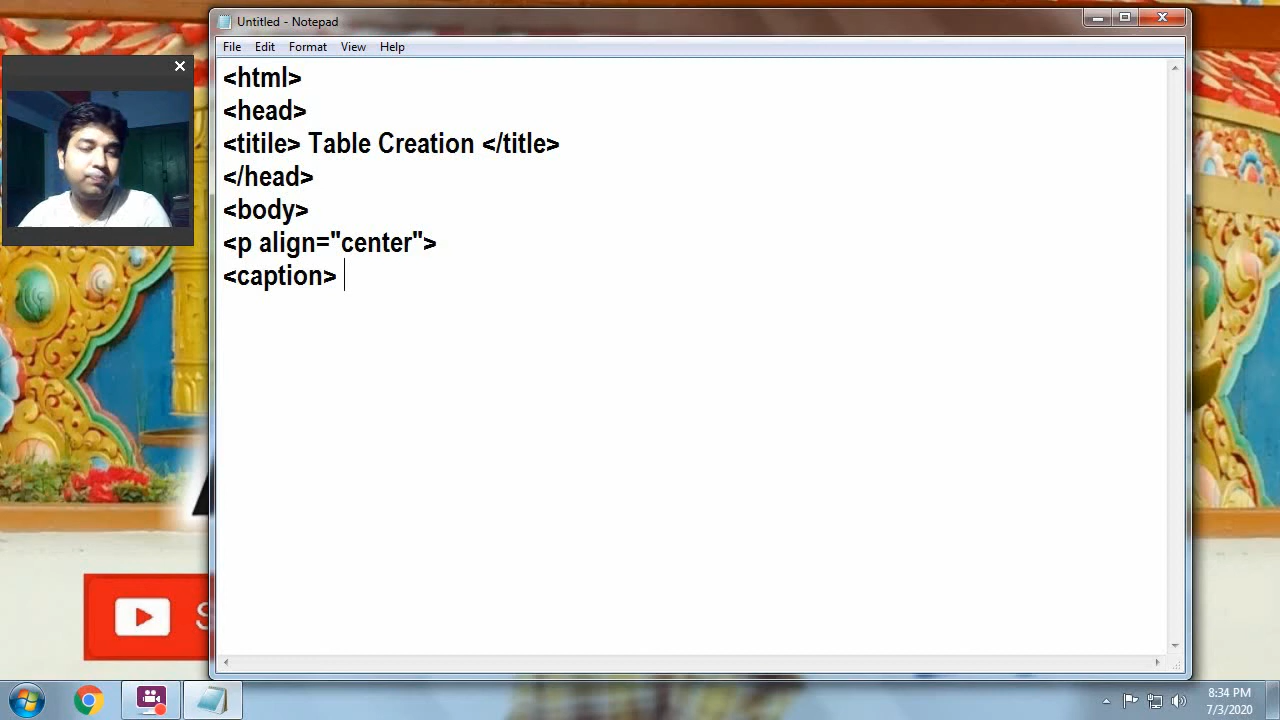 Untitled - Notepad
File Edit Format View Help
<html>
<head>
<titile> Table Creation </title>
</head>
<body>
<p align="center">
<caption>
S
8:34 PM
7/3/2020